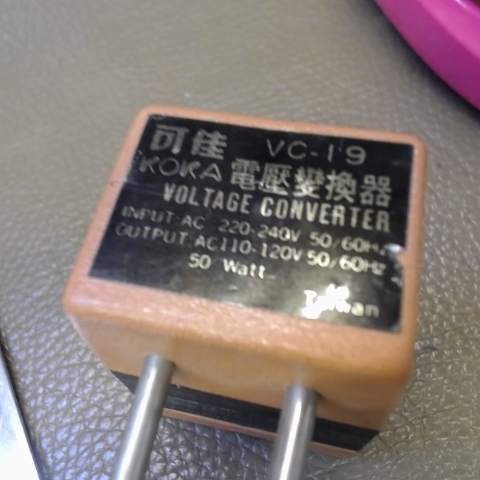 可佳 VC-19
KOKA 電壓變換器
VOLTAGE CONVERTER
INPUT:AC 220-240V 50/60Hz
OUTPUT:AC110-120V 50/60Hz
50 Watt
Taiwan